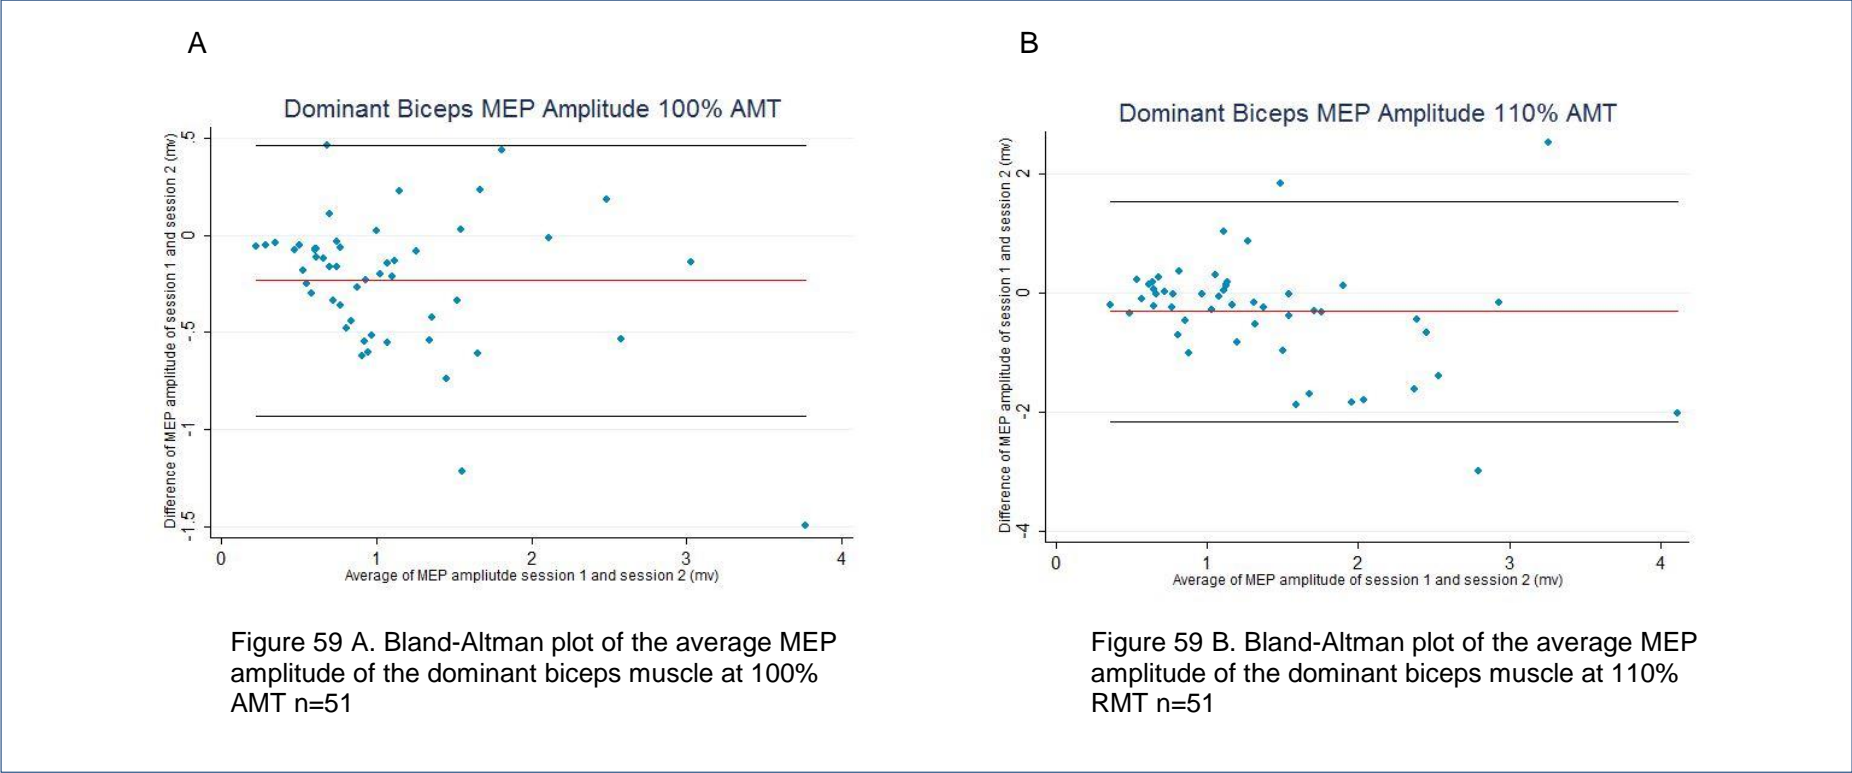 A
B
Dominant Biceps MEP Amplitude 100% AMT
Difference of MEP amplitude of session 1 and session 2 (mv)
.5
0
-.5
-1
-1.5
0 1 2 3 4
Average of MEP ampliutde session 1 and session 2 (mv)
Dominant Biceps MEP Amplitude 110% AMT
Difference of MEP amplitude of session 1 and session 2 (mv)
2
0
-2
-4
0 1 2 3 4
Average of MEP amplitude of session 1 and session 2 (mv)
Figure 59 A. Bland-Altman plot of the average MEP
amplitude of the dominant biceps muscle at 100%
AMT n=51
Figure 59 B. Bland-Altman plot of the average MEP
amplitude of the dominant biceps muscle at 110%
RMT n=51